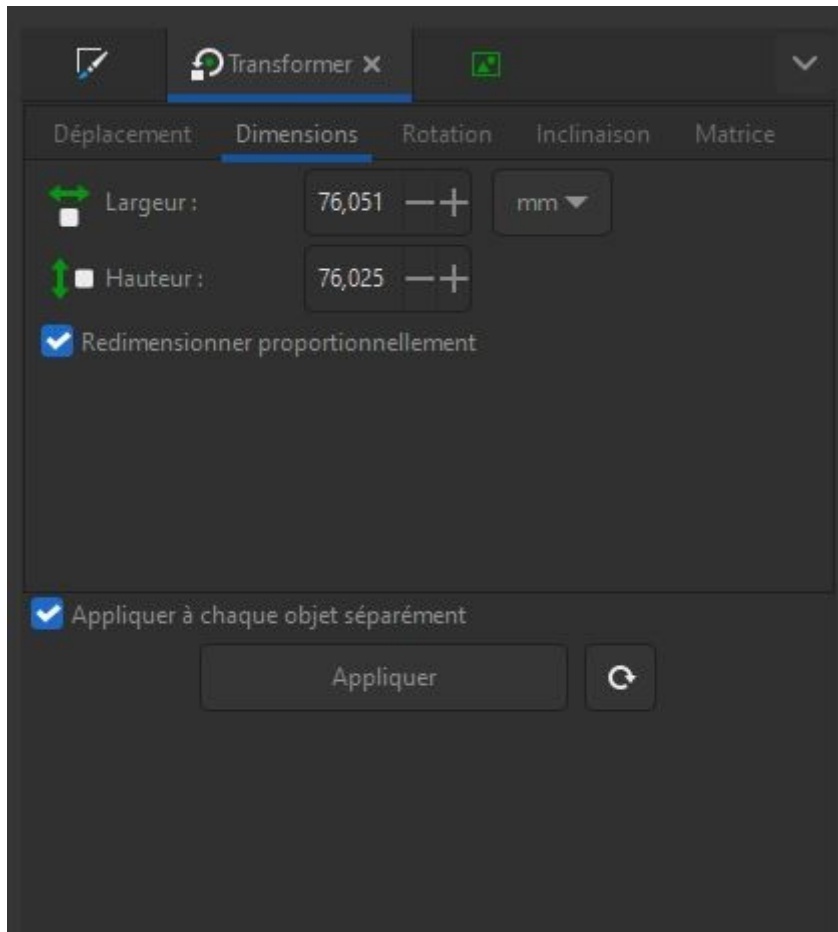 Transformer
Déplacement Dimensions Rotation Inclinaison Matrice
Largeur : 76,051 mm
Hauteur : 76,025
Redimensionner proportionnellement
Appliquer à chaque objet séparément
Appliquer